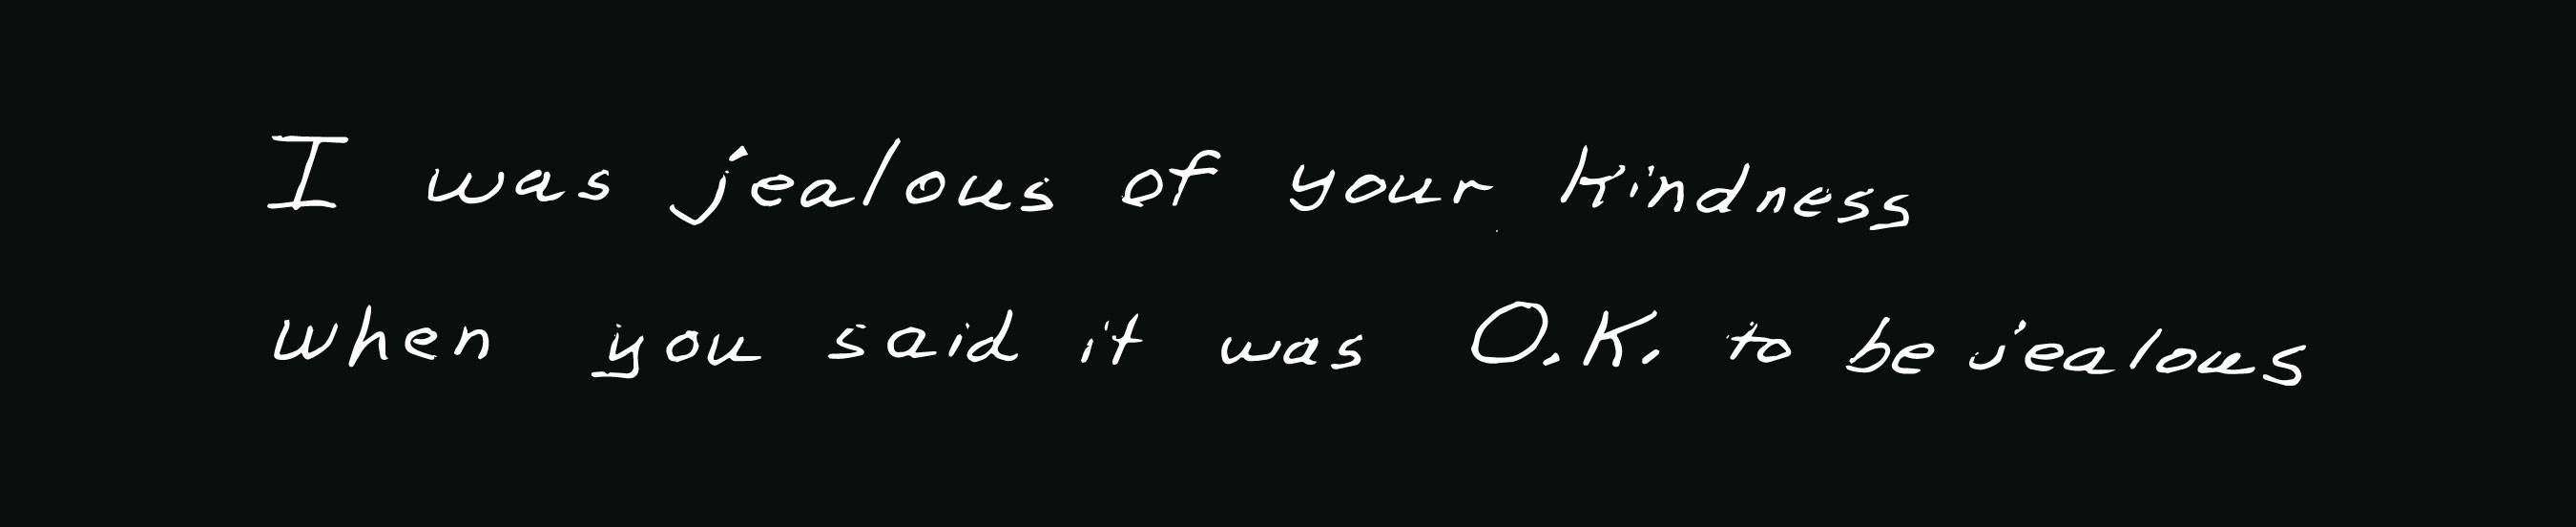 I was jealous of your kindness
when you said it was O.K. to be jealous